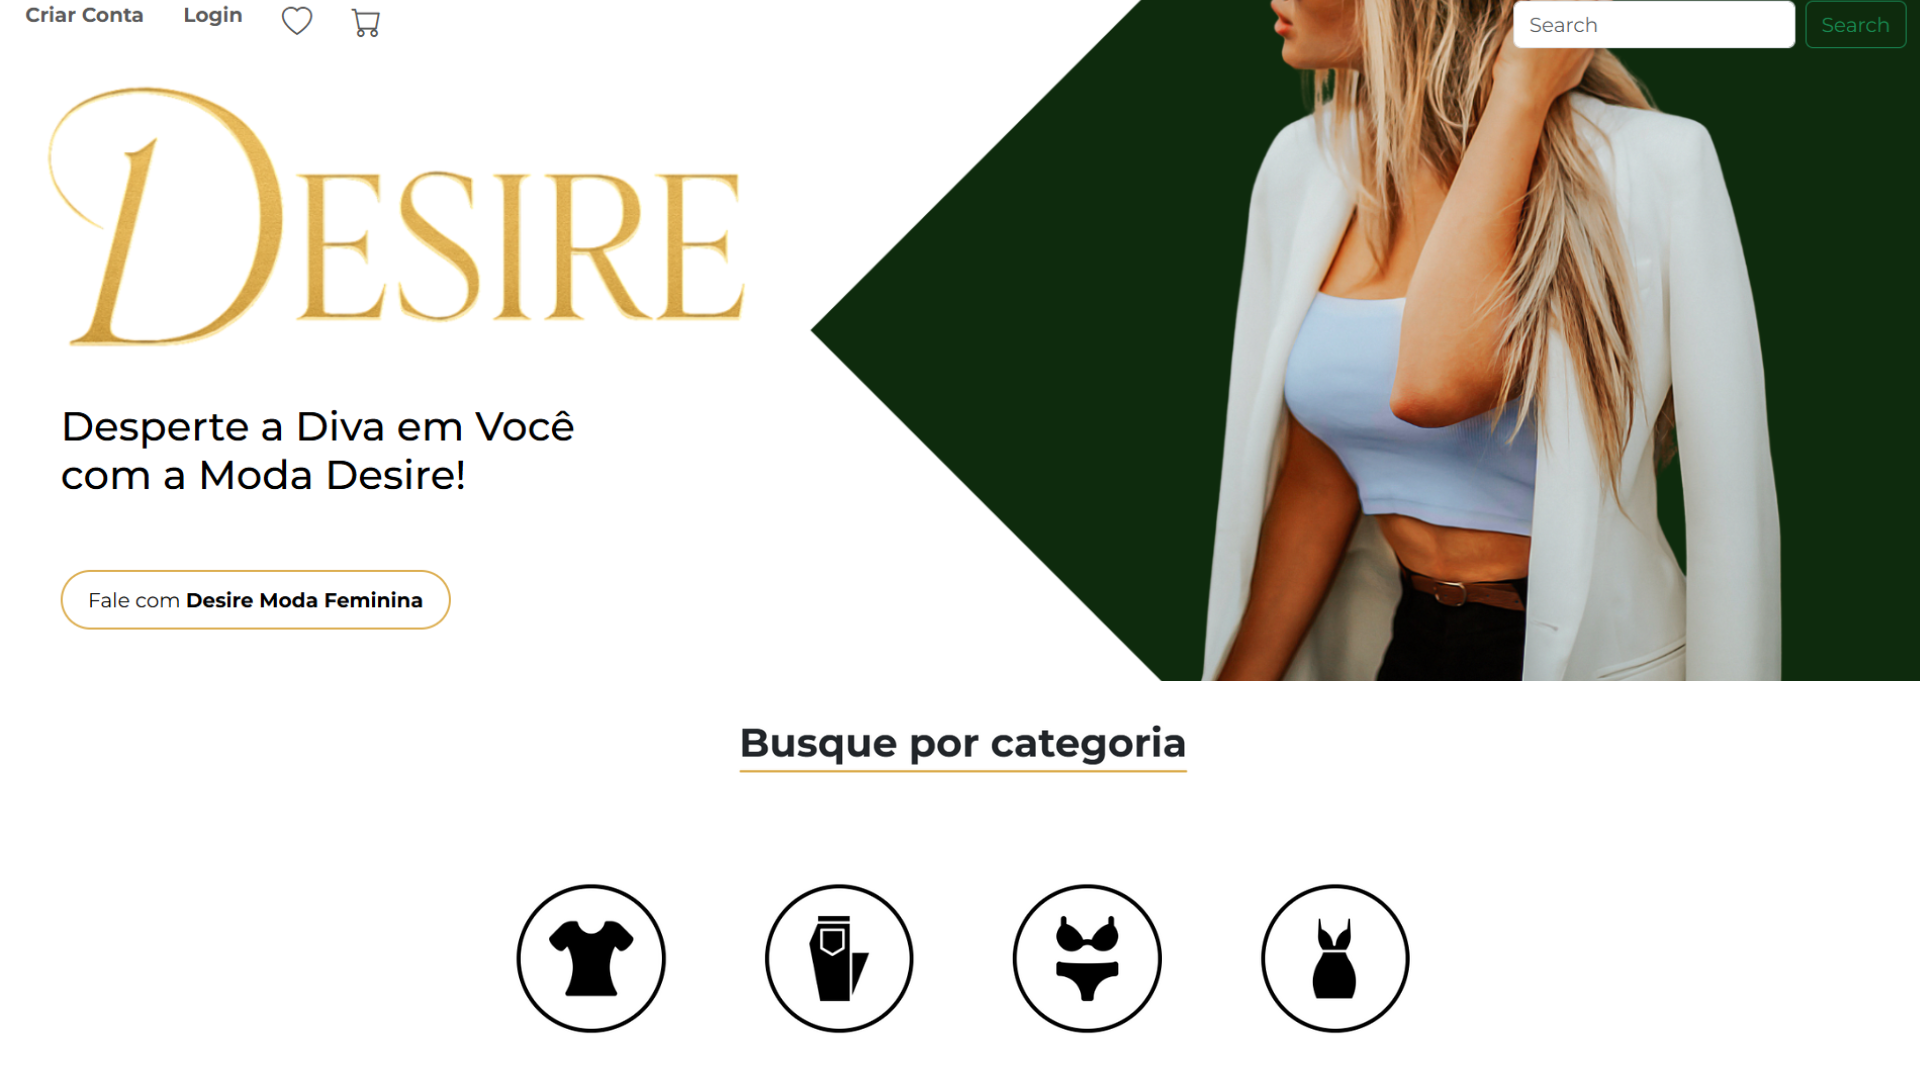 Criar Conta
Login
Search
Search
DESIRE
Desperte a Diva em Você
com a Moda Desire!
Fale com Desire Moda Feminina
Busque por categoria